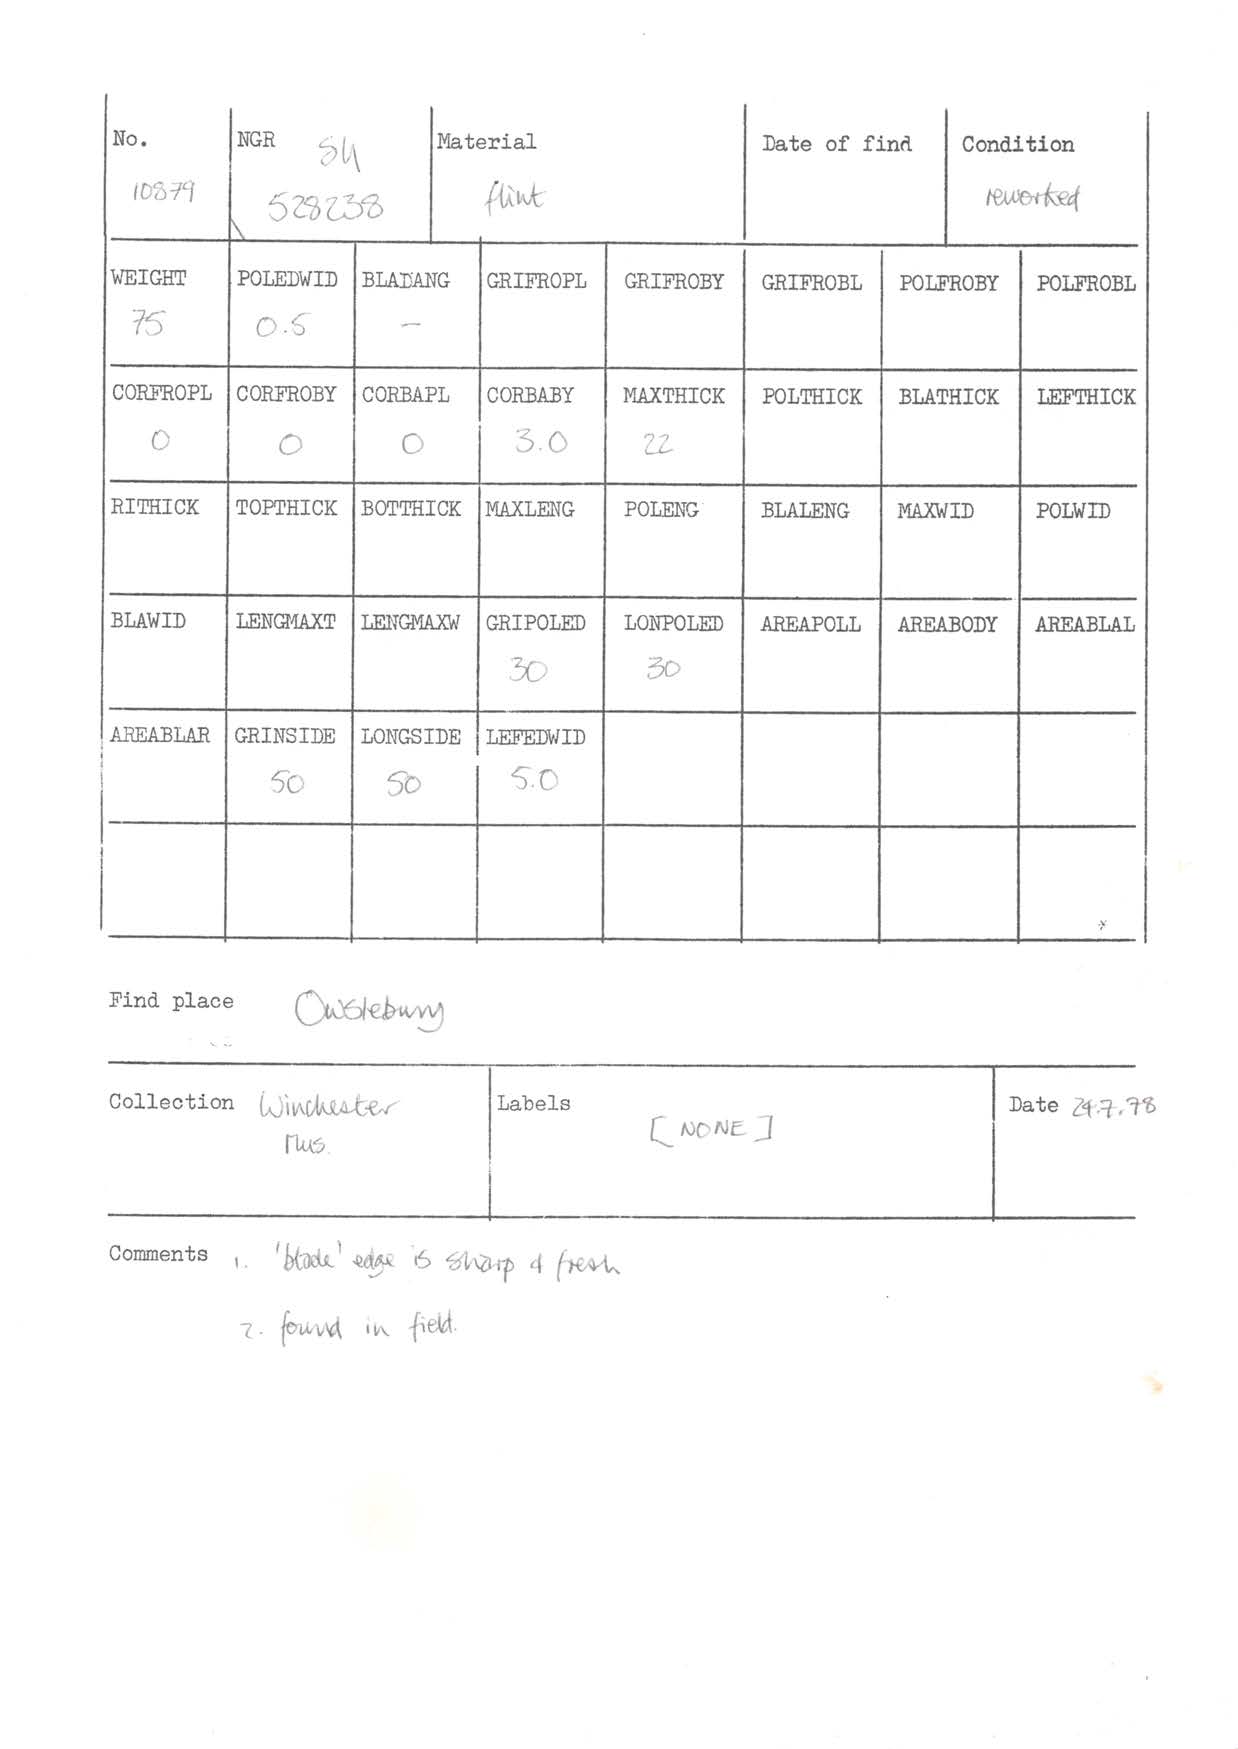 No. NGR SU Material Date of find Condition
10879 528238 flint reworked
WEIGHT POLEDWID BLADANG GRIFROPL GRIFROBY GRIFROBL POLFROBY POLFROBL
75 0.5 —
CORFROPL CORFROBY CORBAPL CORBABY MAXTHICK POLTHICK BLATHICK LEFTHICK
0 0 0 3.0 22
RITHICK TOPTHICK BOTTHICK MAXLENG POLENG BLALENG MAXWID POLWID
BLAWID LENGMAXT LENGMAXW GRIPOLED LONPOLED AREAPOLL AREABODY AREABLAL
30 30
AREABLAR GRINSIDE LONGSIDE LEFEDWID
50 50 5.0
Find place Owslebury
Collection Winchester Labels Date 24.7.78
Mus. [NONE]
Comments 1. 'blade' edge is sharp & fresh
2. found in field.